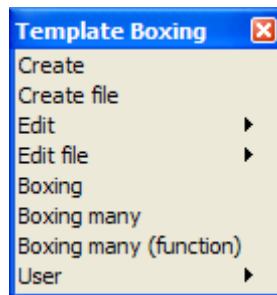 Template Boxing
Create
Create file
Edit
Edit file
Boxing
Boxing many
Boxing many (function)
User